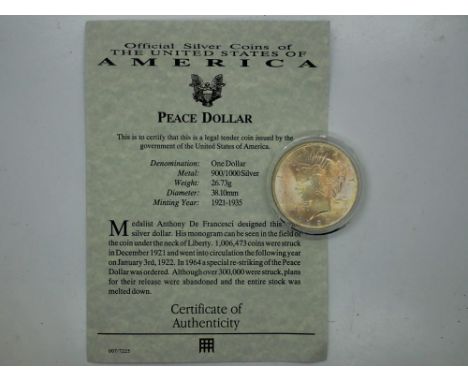 Official Silver Coins of
THE UNITED STATES OF
AMERICA
PEACE DOLLAR
This is to certify that this is a legal tender coin issued by the
government of the United States of America.
Denomination: One Dollar
Metal: 900/1000 Silver
Weight: 26.73g
Diameter: 38.10mm
Minting Year: 1921-1935
Medalist Anthony De Francesci designed this
silver dollar. His monogram can be seen in the field of
the coin under the neck of Liberty. 1,006,473 coins were struck
in December 1921 and went into circulation the following year
on January 3rd, 1922. In 1964 a special re-striking of the Peace
Dollar was ordered. Although over 300,000 were struck, plans
for their release were abandoned and the entire stock was
melted down.
Certificate of
Authenticity